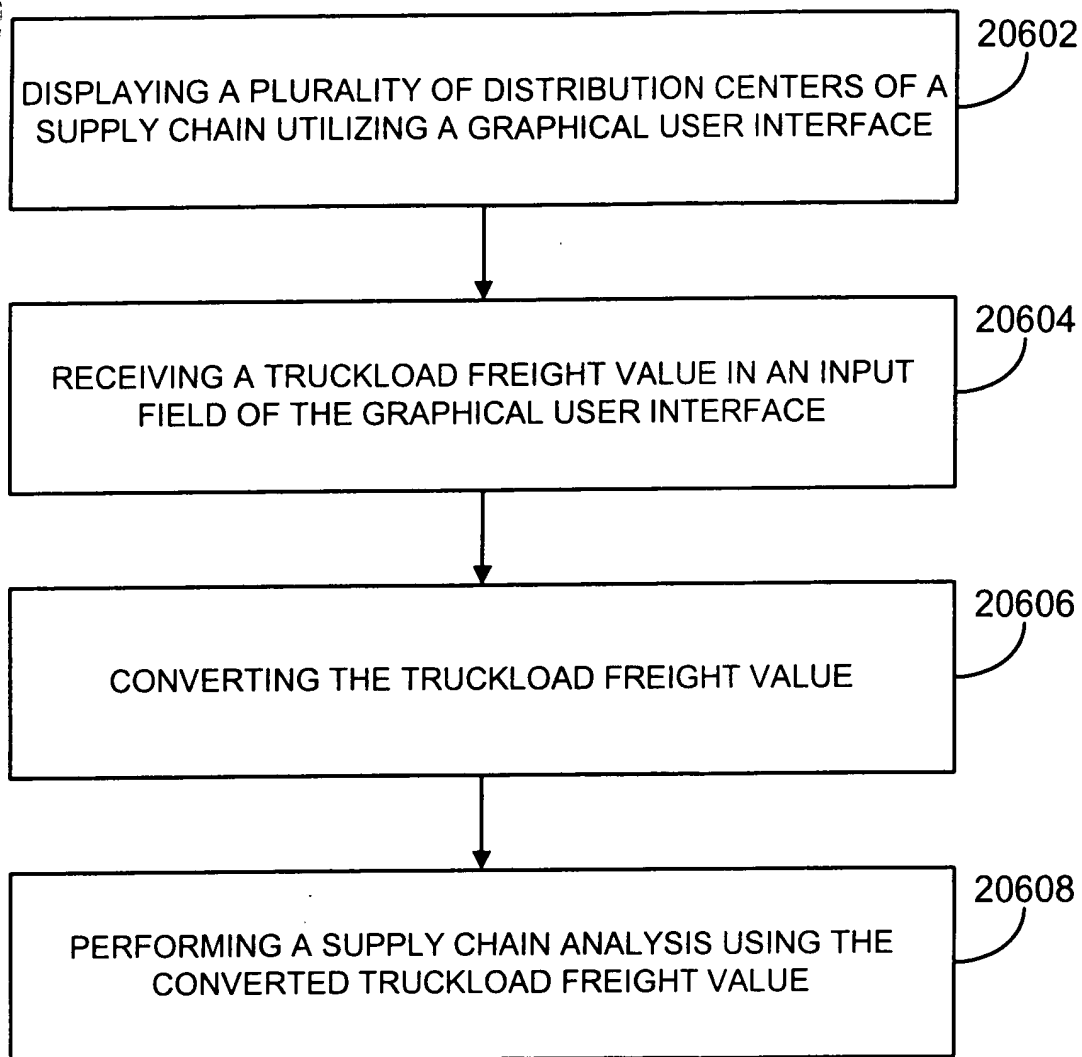 20602
DISPLAYING A PLURALITY OF DISTRIBUTION CENTERS OF A
SUPPLY CHAIN UTILIZING A GRAPHICAL USER INTERFACE
20604
RECEIVING A TRUCKLOAD FREIGHT VALUE IN AN INPUT
FIELD OF THE GRAPHICAL USER INTERFACE
20606
CONVERTING THE TRUCKLOAD FREIGHT VALUE
20608
PERFORMING A SUPPLY CHAIN ANALYSIS USING THE
CONVERTED TRUCKLOAD FREIGHT VALUE